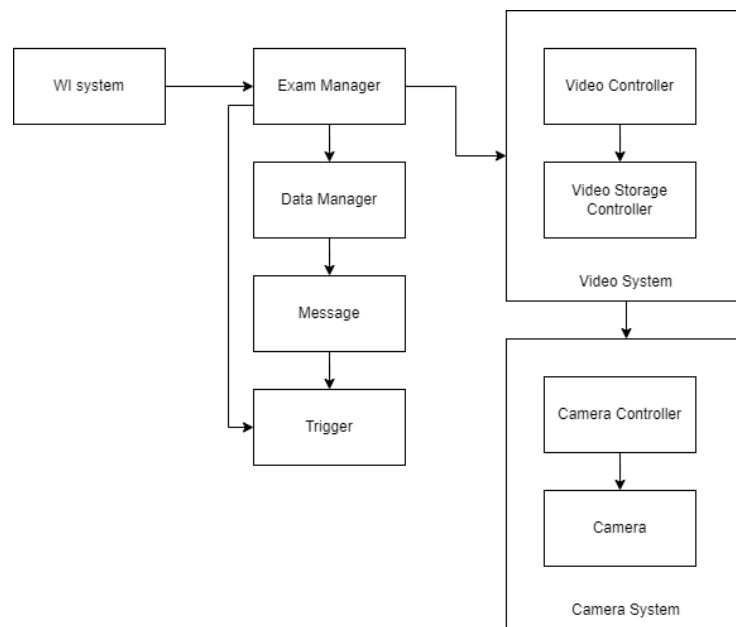 WI system
Exam Manager
Data Manager
Message
Trigger
Video Controller
Video Storage
Controller
Video System
Camera Controller
Camera
Camera System